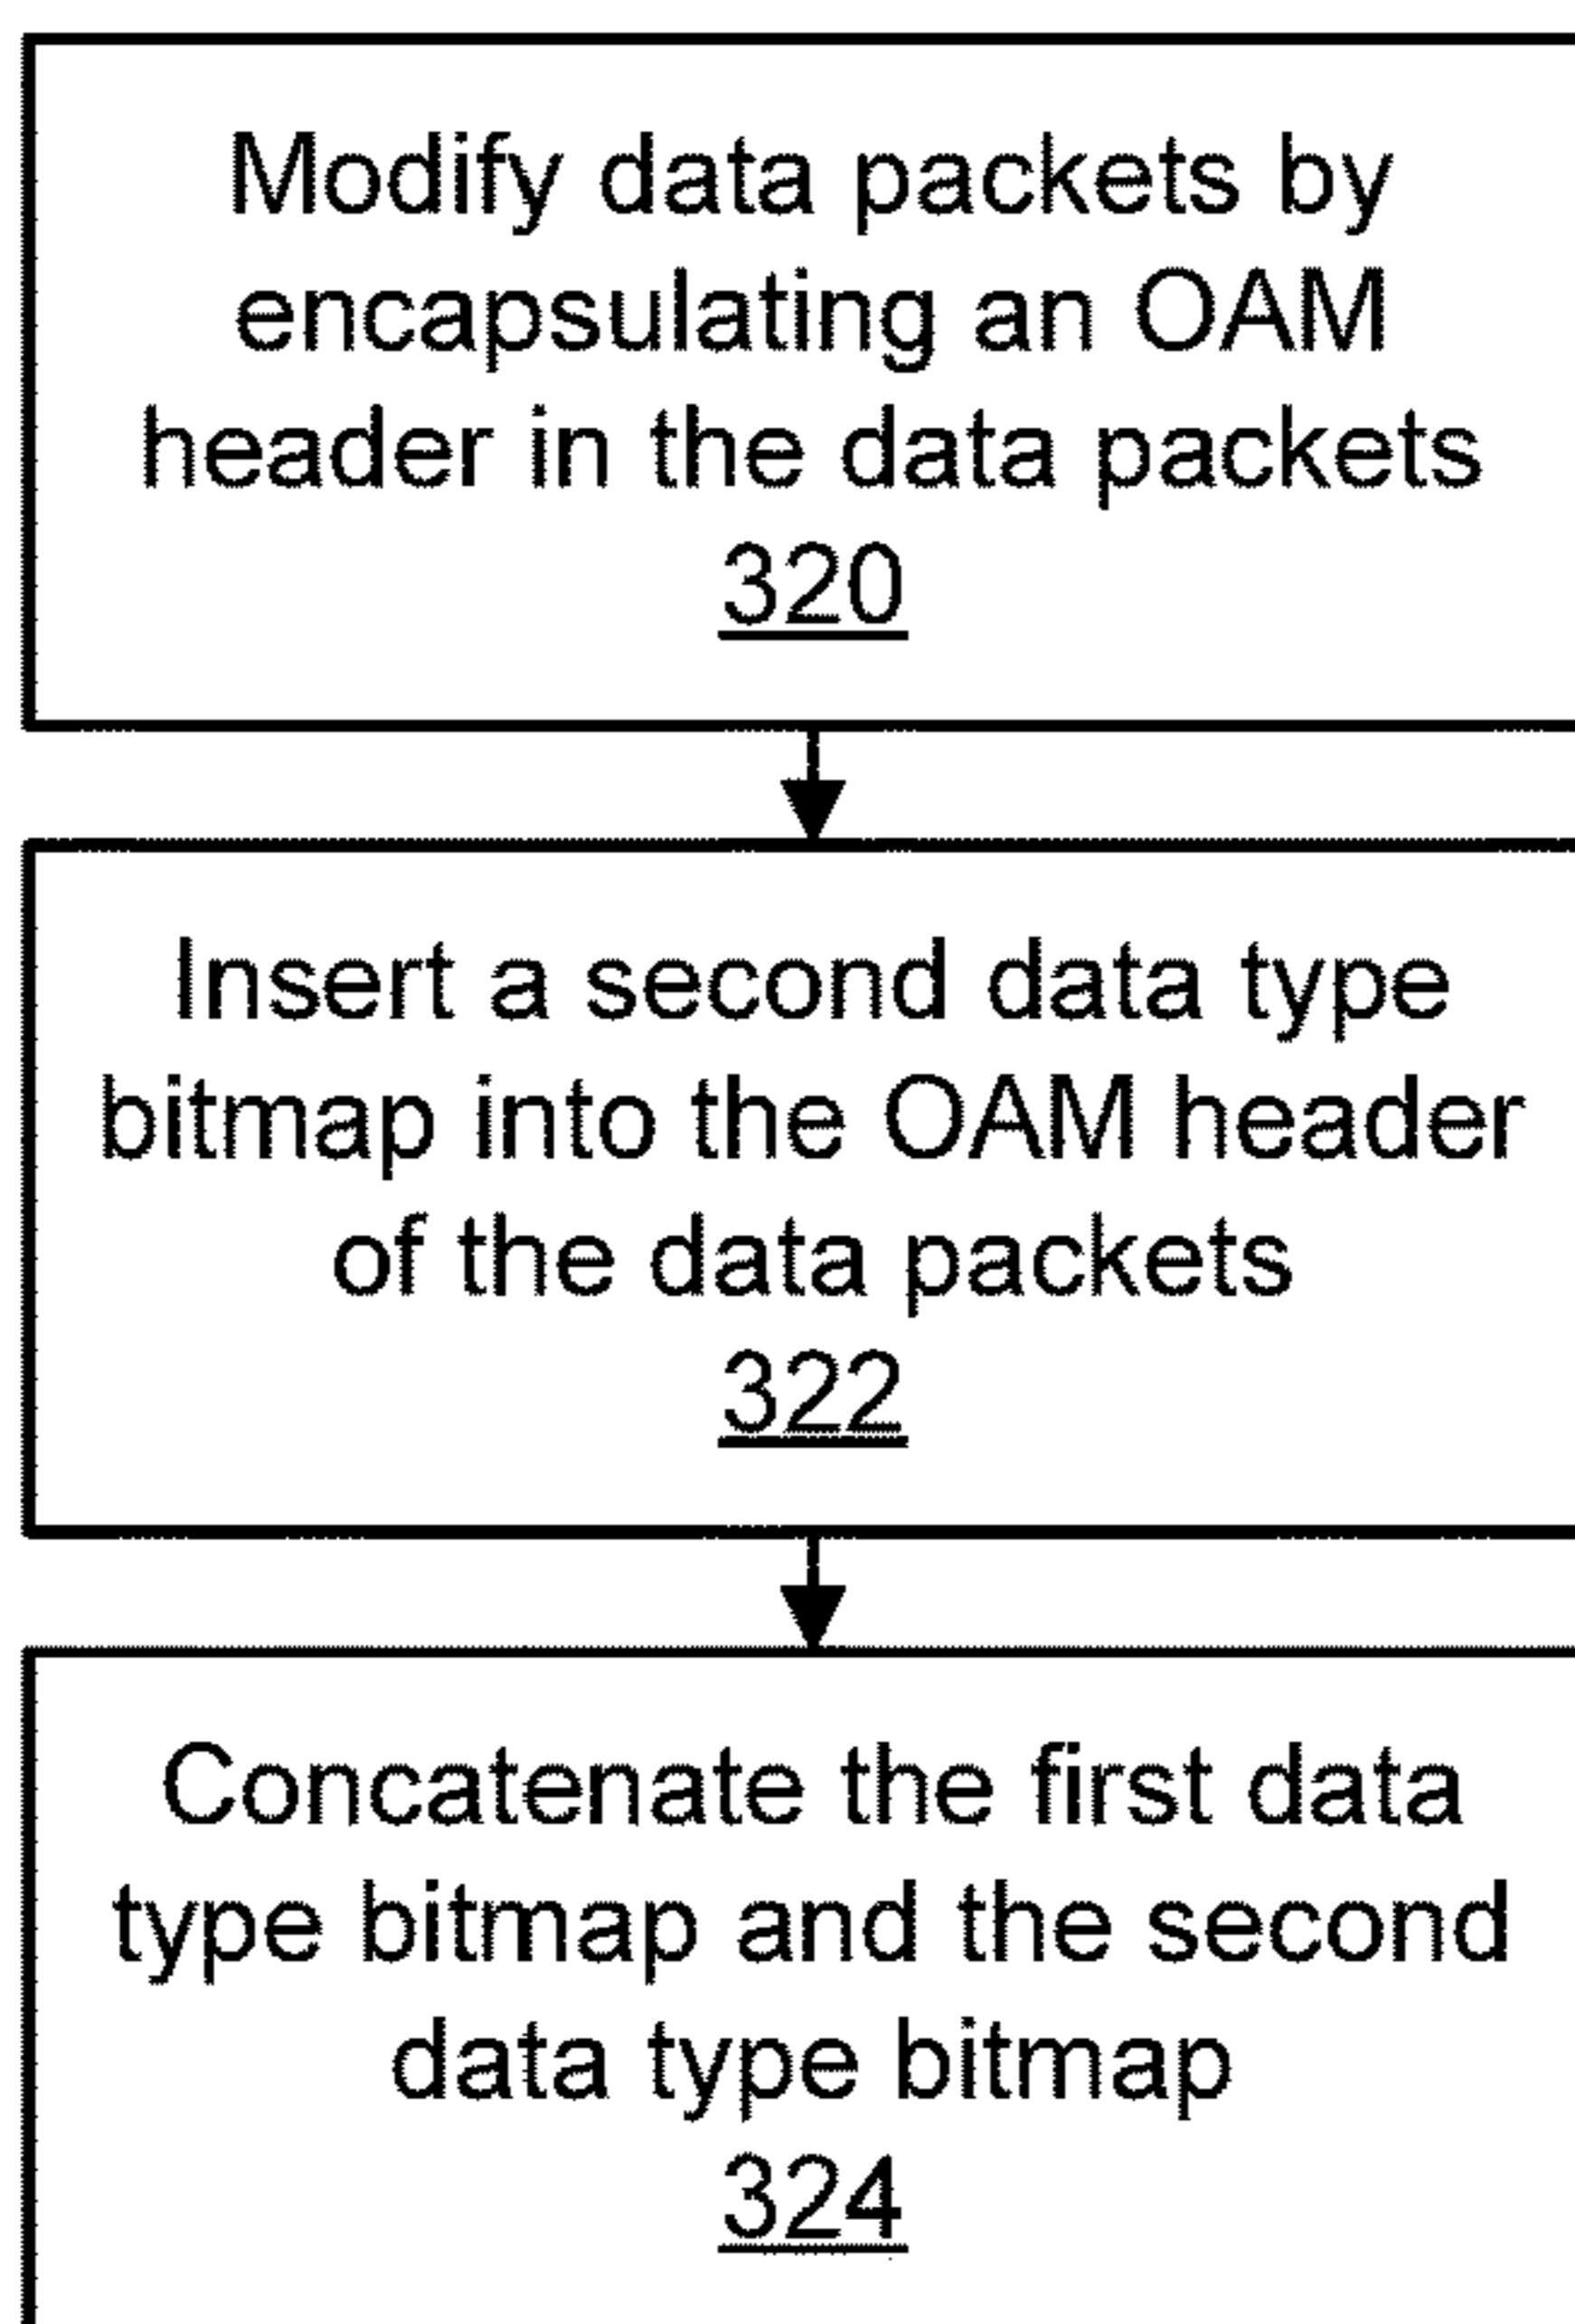 Modify data packets by
encapsulating an OAM
header in the data packets
320
Insert a second data type
bitmap into the OAM header
of the data packets
322
Concatenate the first data
type bitmap and the second
data type bitmap
324